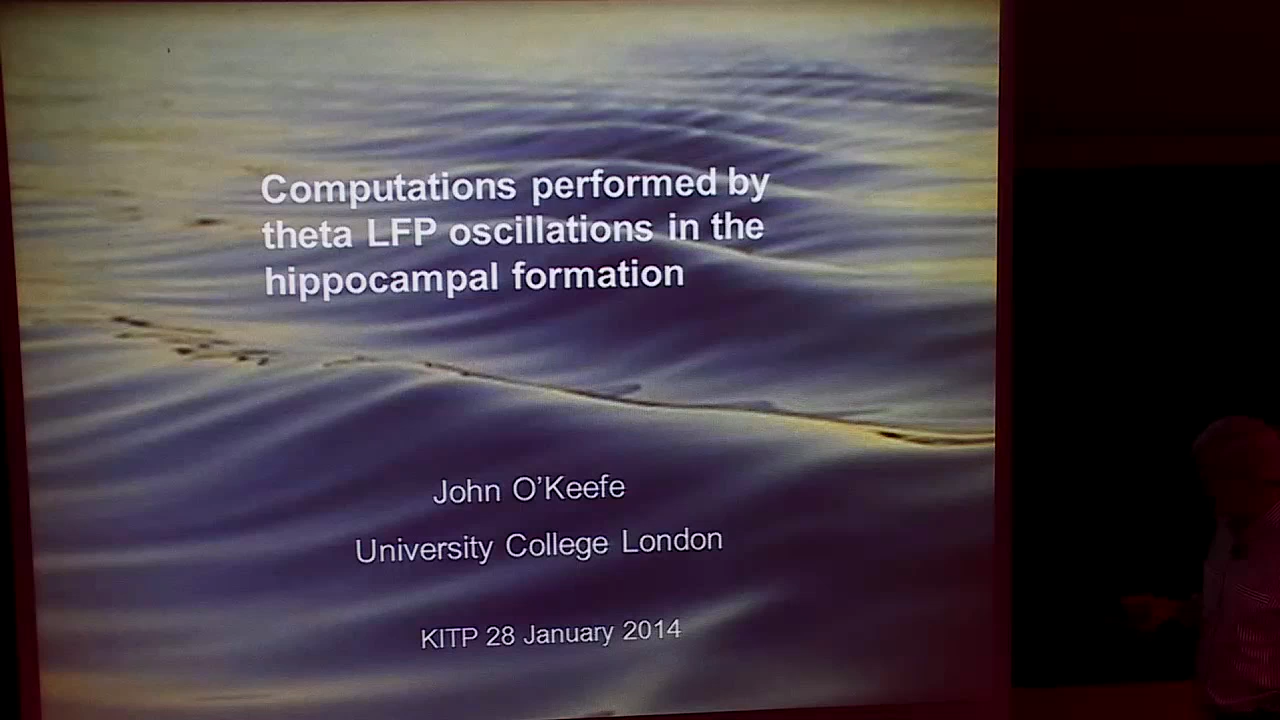 Computations performed by
theta LFP oscillations in the
hippocampal formation
John O'Keefe
University College London
KITP 28 January 2014